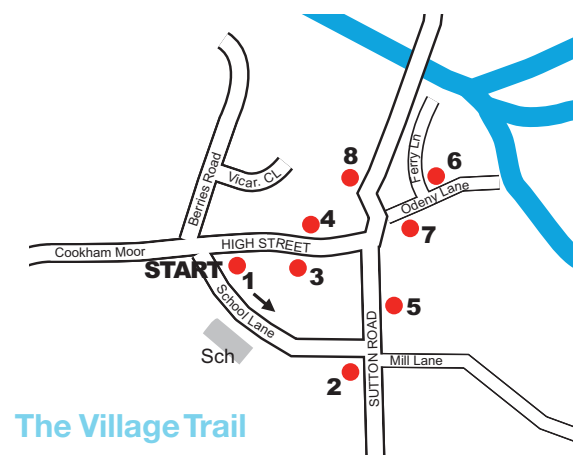 Berries Road
Vicar. CL
8
Ferry Ln
6
Odeny Lane
4
7
Cookham Moor
HIGH STREET
START
1
3
School Lane
5
Sch
SUTTON ROAD
Mill Lane
2
The Village Trail